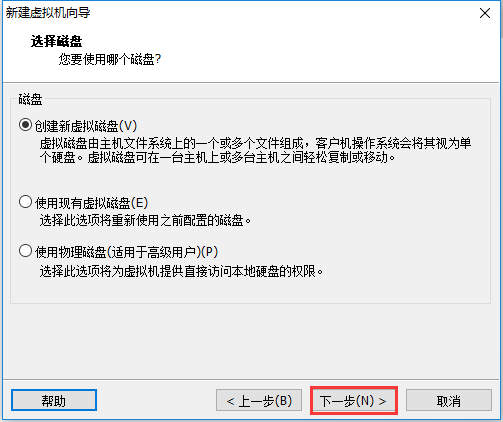 新建虚拟机向导
选择磁盘
您要使用哪个磁盘?
磁盘
创建新虚拟磁盘(V)
虚拟磁盘由主机文件系统上的一个或多个文件组成，客户机操作系统会将其视为单
个硬盘。虚拟磁盘可在一台主机上或多台主机之间轻松复制或移动。
使用现有虚拟磁盘(E)
选择此选项将重新使用之前配置的磁盘。
使用物理磁盘(适用于高级用户)(P)
选择此选项将为虚拟机提供直接访问本地硬盘的权限。
帮助
< 上一步(B)
下一步(N) >
取消